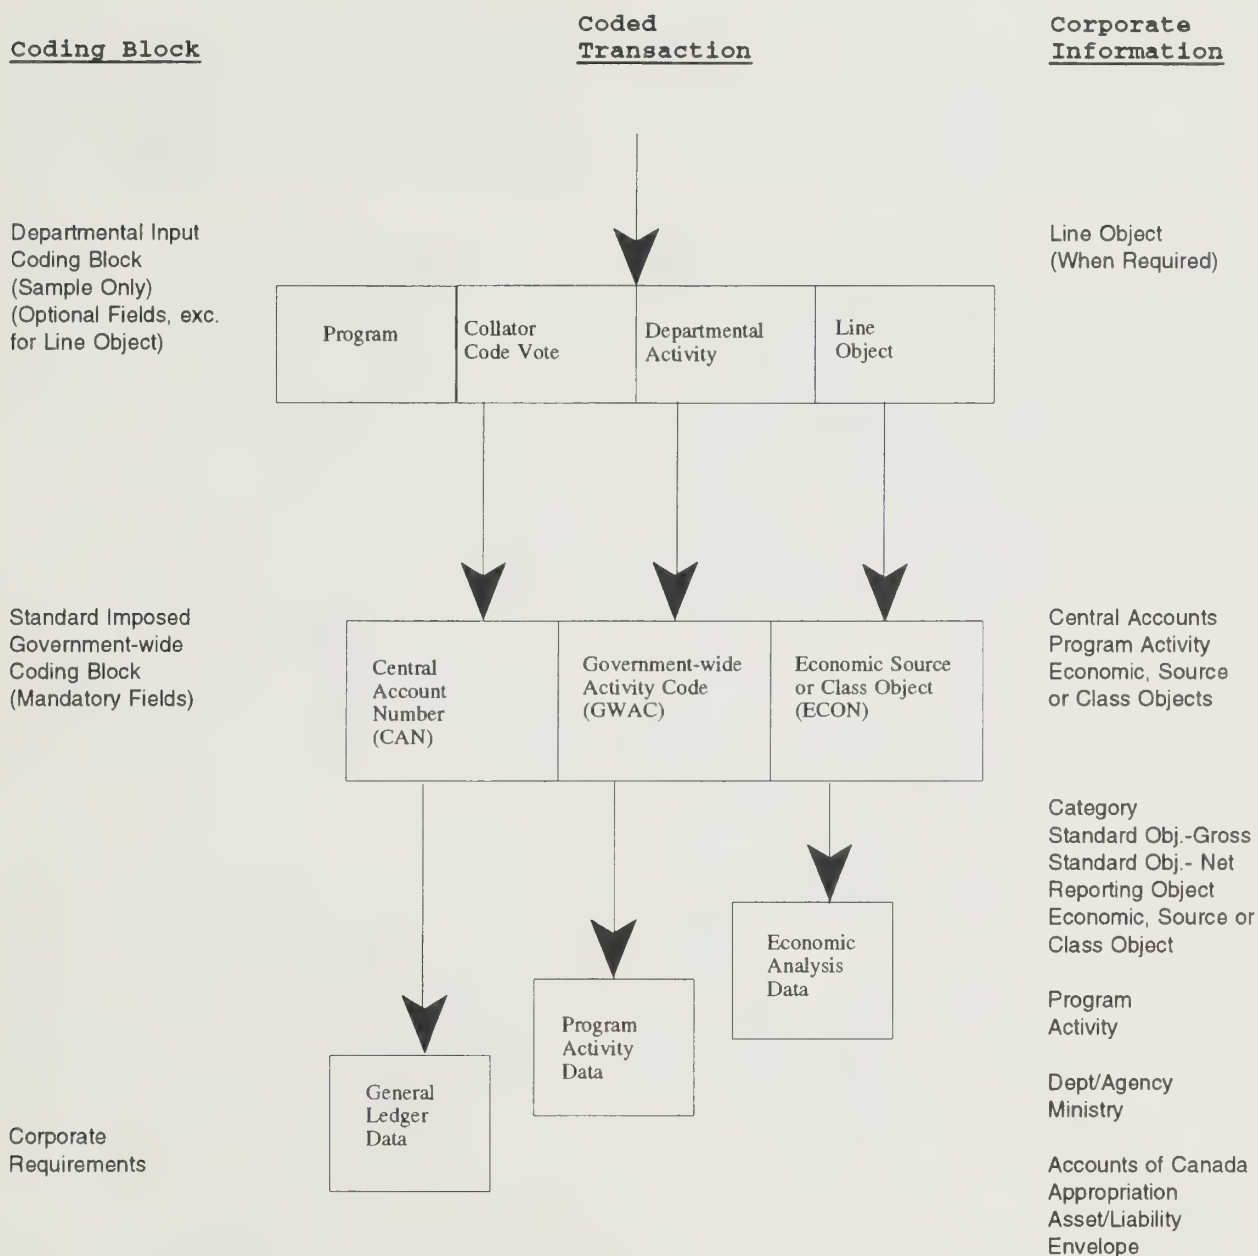 Coding Block
Coded
Transaction
Corporate
Information
Departmental Input
Coding Block
(Sample Only)
(Optional Fields, exc.
for Line Object)
Program
Collator
Code Vote
Departmental
Activity
Line
Object
Line Object
(When Required)
Standard Imposed
Government-wide
Coding Block
(Mandatory Fields)
Central
Account
Number
(CAN)
Government-wide
Activity Code
(GWAC)
Economic Source
or Class Object
(ECON)
Central Accounts
Program Activity
Economic, Source
or Class Objects
Corporate
Requirements
General
Ledger
Data
Program
Activity
Data
Economic
Analysis
Data
Category
Standard Obj.-Gross
Standard Obj.- Net
Reporting Object
Economic, Source or
Class Object
Program
Activity
Dept/Agency
Ministry
Accounts of Canada
Appropriation
Asset/Liability
Envelope